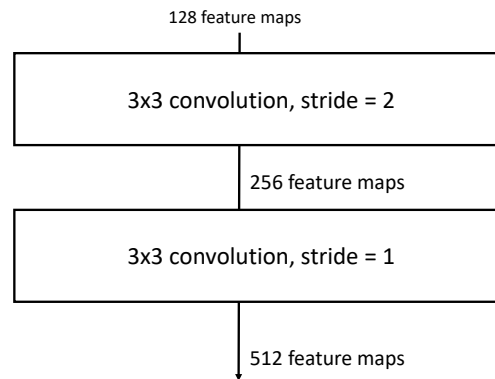 128 feature maps
3x3 convolution, stride = 2
256 feature maps
3x3 convolution, stride = 1
512 feature maps